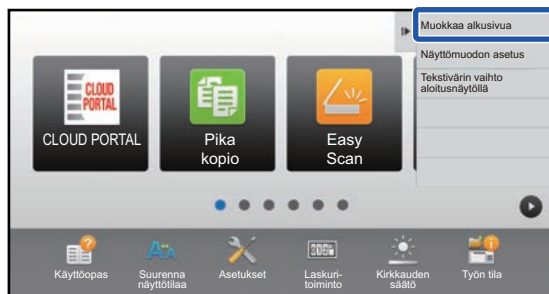 Muokkaa alkusivua
Näyttömuodon asetus
Tekstivärin vaihto
aloitusnäytöllä
CLOUD
PORTAL
CLOUD PORTAL
Pika
kopio
Easy
Scan
Käyttöopas
Suurenna
näyttötilaa
Asetukset
Laskuri-
toiminto
Kirkkauden
säätö
Työn tila